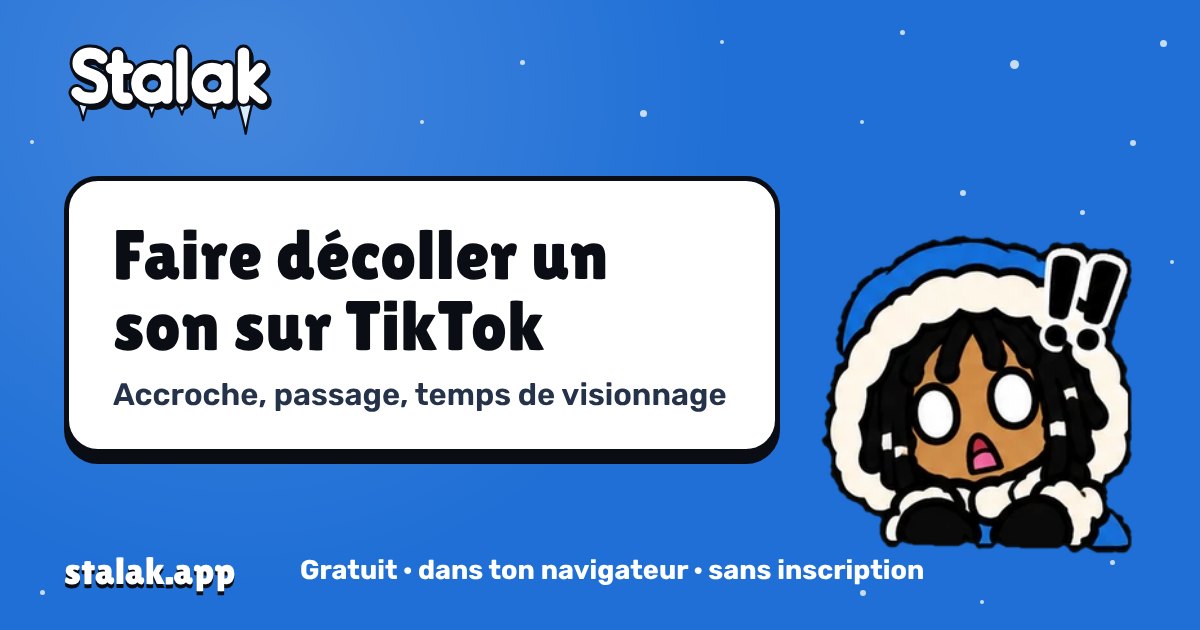 Stalak
Faire décoller un
son sur TikTok
Accroche, passage, temps de visionnage
!!
stalak.app
Gratuit • dans ton navigateur • sans inscription